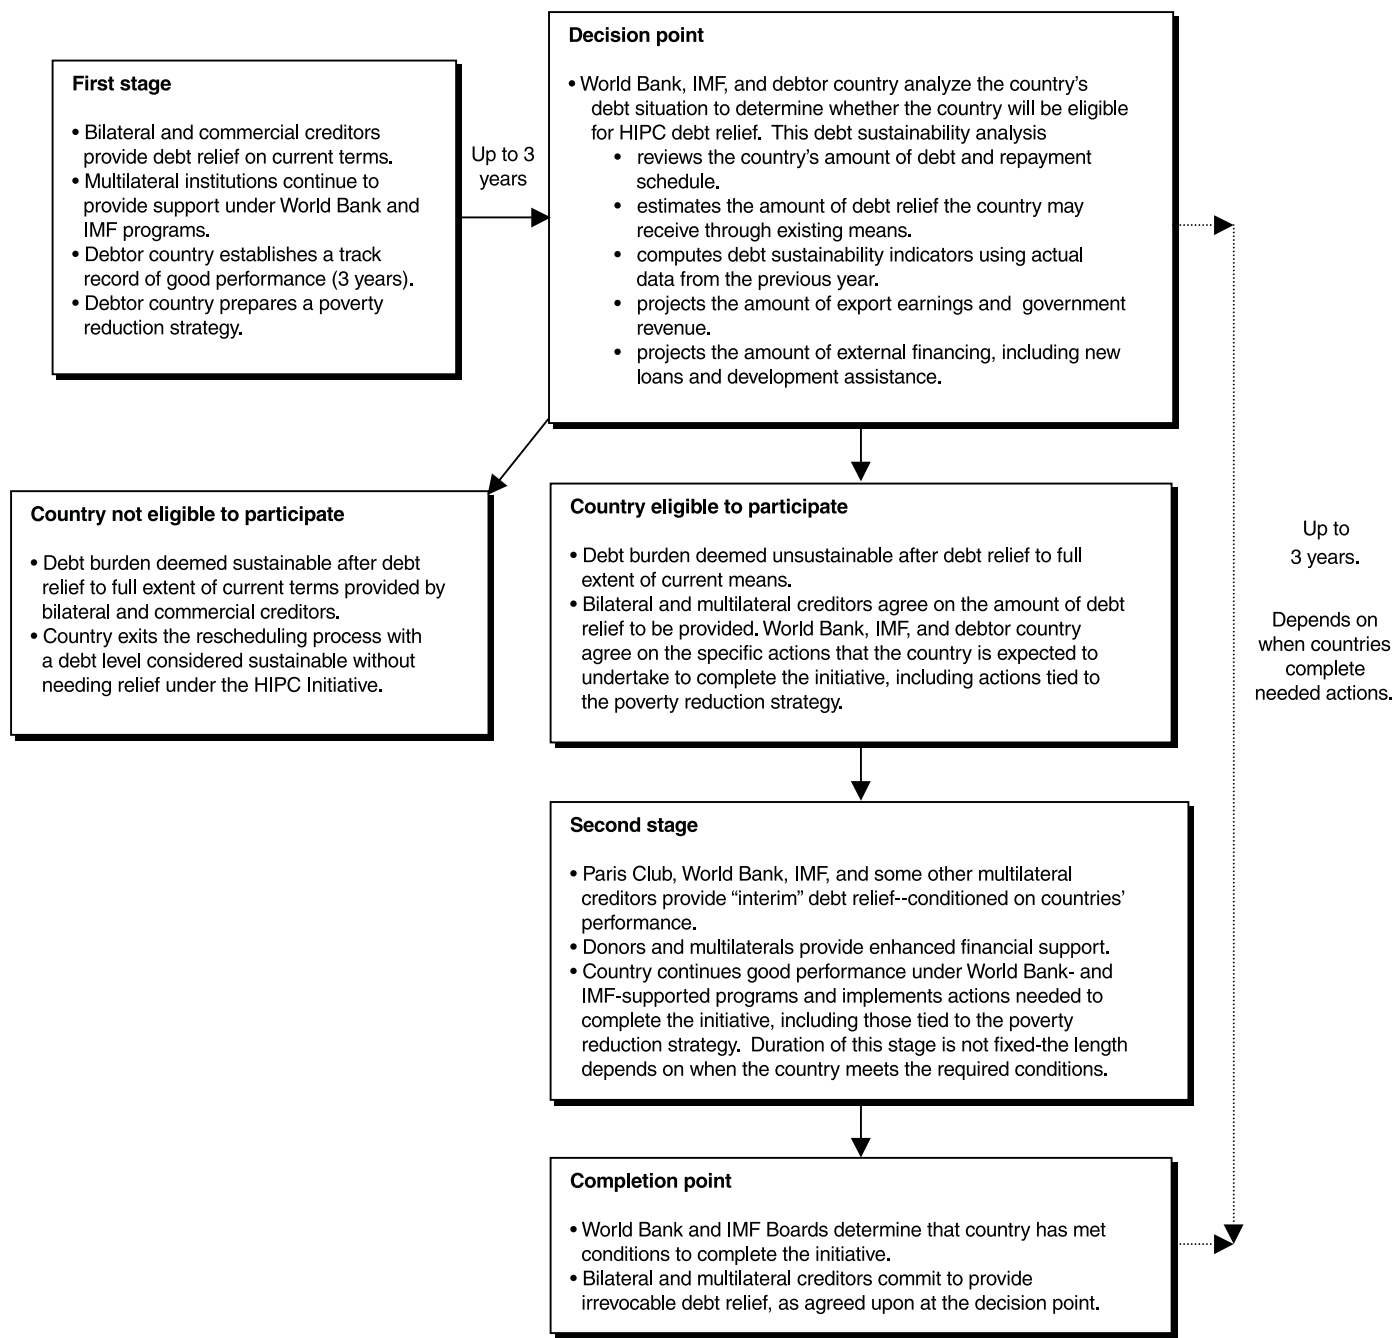 First stage
• Bilateral and commercial creditors
provide debt relief on current terms.
• Multilateral institutions continue to
provide support under World Bank and
IMF programs.
• Debtor country establishes a track
record of good performance (3 years).
• Debtor country prepares a poverty
reduction strategy.
Up to 3
years
Decision point
• World Bank, IMF, and debtor country analyze the country's
debt situation to determine whether the country will be eligible
for HIPC debt relief. This debt sustainability analysis
• reviews the country's amount of debt and repayment
schedule.
• estimates the amount of debt relief the country may
receive through existing means.
• computes debt sustainability indicators using actual
data from the previous year.
• projects the amount of export earnings and government
revenue.
• projects the amount of external financing, including new
loans and development assistance.
Country not eligible to participate
• Debt burden deemed sustainable after debt
relief to full extent of current terms provided by
bilateral and commercial creditors.
• Country exits the rescheduling process with
a debt level considered sustainable without
needing relief under the HIPC Initiative.
Country eligible to participate
• Debt burden deemed unsustainable after debt relief to full
extent of current means.
• Bilateral and multilateral creditors agree on the amount of debt
relief to be provided. World Bank, IMF, and debtor country
agree on the specific actions that the country is expected to
undertake to complete the initiative, including actions tied to
the poverty reduction strategy.
Up to
3 years.
Depends on
when countries
complete
needed actions.
Second stage
• Paris Club, World Bank, IMF, and some other multilateral
creditors provide “interim” debt relief--conditioned on countries'
performance.
• Donors and multilaterals provide enhanced financial support.
• Country continues good performance under World Bank- and
IMF-supported programs and implements actions needed to
complete the initiative, including those tied to the poverty
reduction strategy. Duration of this stage is not fixed-the length
depends on when the country meets the required conditions.
Completion point
• World Bank and IMF Boards determine that country has met
conditions to complete the initiative.
• Bilateral and multilateral creditors commit to provide
irrevocable debt relief, as agreed upon at the decision point.